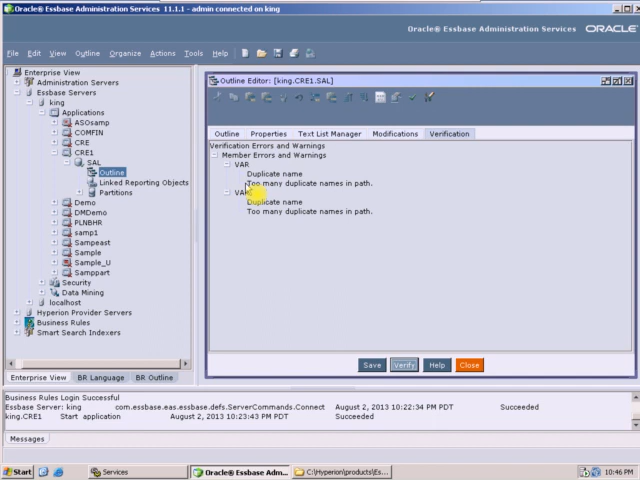 Oracle® Essbase Administration Services 11.1.1 - admin connected on king
Oracle® Essbase Administration Services ORACLE
File Edit View Outline Organize Actions Tools Help
Enterprise View
Administration Servers
Essbase Servers
king
Applications
ASOsamp
COMFIN
CRE
CRE1
SAL
Outline
Linked Reporting Objects
Partitions
Demo
DMDemo
PLNBHR
samp1
Sampeast
Sample
Sample_U
Samppart
Security
Data Mining
localhost
Hyperion Provider Servers
Business Rules
Smart Search Indexers
Enterprise View BR Language BR Outline
Outline Editor: [king.CRE1.SAL]
Outline Properties Text List Manager Modifications Verification
Verification Errors and Warnings
Member Errors and Warnings
VAR
Duplicate name
Too many duplicate names in path.
Duplicate name
Too many duplicate names in path.
Save Verify Help Close
Business Rules Login Successful
Essbase Server: king com.essbase.eas.essbase.defs.ServerCommands.Connect August 2, 2013 10:22:34 PM PDT Succeeded
king.CRE1 Start application August 2, 2013 10:23:43 PM PDT Succeeded
Messages
Start Services Oracle® Essbase Adm... C:\Hyperion\products\Es... 10:46 PM